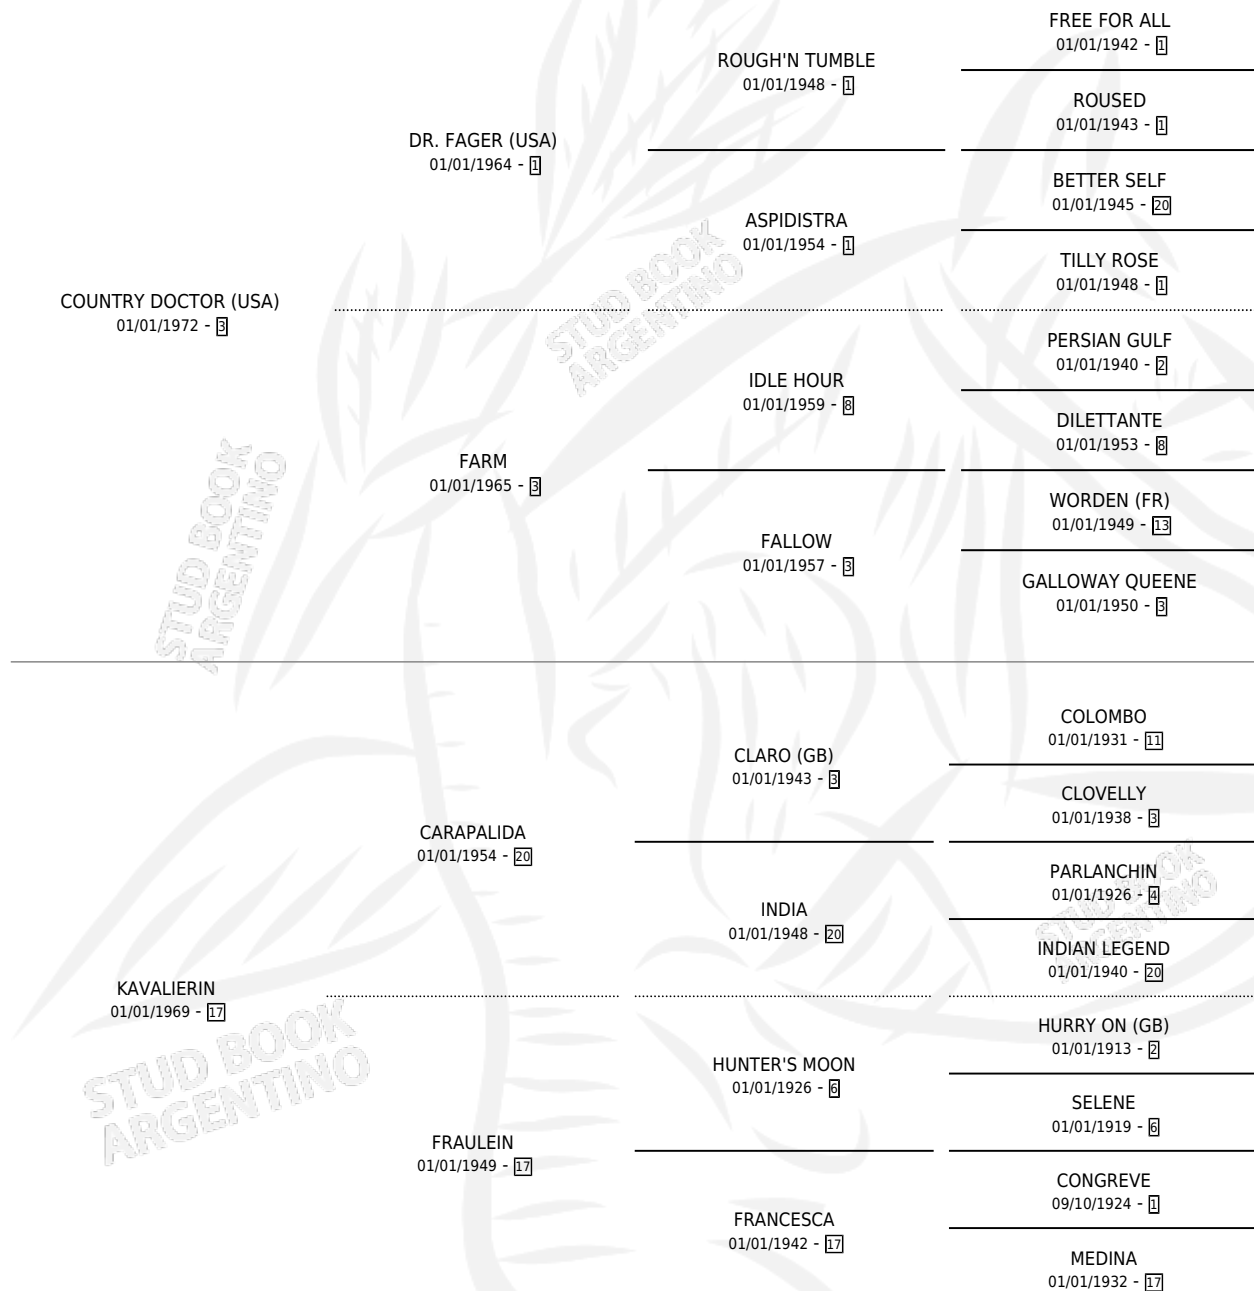 FREE FOR ALL
01/01/1942 - 1
ROUGH'N TUMBLE
01/01/1948 - 1
ROUSED
01/01/1943 - 1
DR. FAGER (USA)
01/01/1964 - 1
BETTER SELF
01/01/1945 - 20
ASPIDISTRA
01/01/1954 - 1
TILLY ROSE
01/01/1948 - 1
COUNTRY DOCTOR (USA)
01/01/1972 - 3
PERSIAN GULF
01/01/1940 - 2
IDLE HOUR
01/01/1959 - 8
DILETTANTE
01/01/1953 - 8
FARM
01/01/1965 - 3
WORDEN (FR)
01/01/1949 - 13
FALLOW
01/01/1957 - 3
GALLOWAY QUEENE
01/01/1950 - 3
COLOMBO
01/01/1931 - 11
CLARO (GB)
01/01/1943 - 3
CLOVELLY
01/01/1938 - 3
CARAPALIDA
01/01/1954 - 20
PARLANCHIN
01/01/1926 - 4
INDIA
01/01/1948 - 20
INDIAN LEGEND
01/01/1940 - 20
KAVALIERIN
01/01/1969 - 17
HURRY ON (GB)
01/01/1913 - 2
HUNTER'S MOON
01/01/1926 - 6
SELENE
01/01/1919 - 6
FRAULEIN
01/01/1949 - 17
CONGREVE
09/10/1924 - 1
FRANCESCA
01/01/1942 - 17
MEDINA
01/01/1932 - 17
STUD BOOK
ARGENTINO
STUD BOOK
ARGENTINO
STUD BOOK
ARGENTINO
STUD BOOK
ARGENTINO